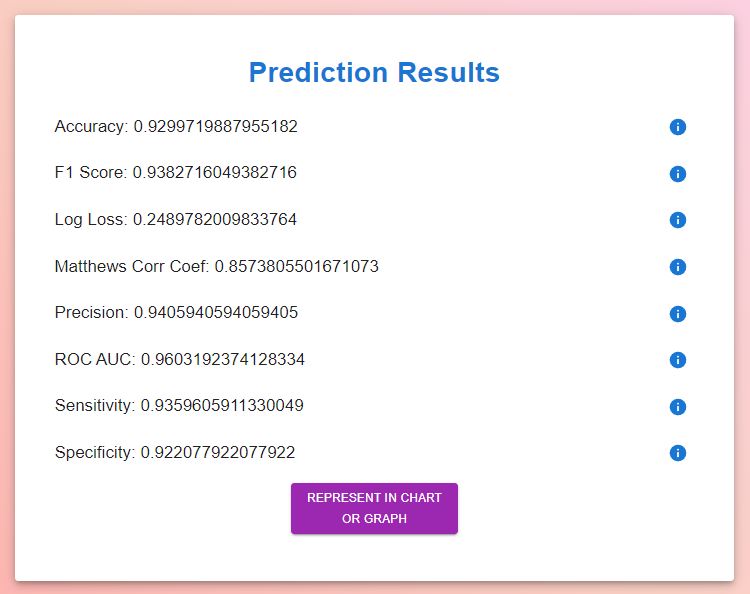 Prediction Results
Accuracy: 0.9299719887955182
F1 Score: 0.9382716049382716
Log Loss: 0.2489782009833764
Matthews Corr Coef: 0.8573805501671073
Precision: 0.9405940594059405
ROC AUC: 0.9603192374128334
Sensitivity: 0.9359605911330049
Specificity: 0.922077922077922
REPRESENT IN CHART
OR GRAPH